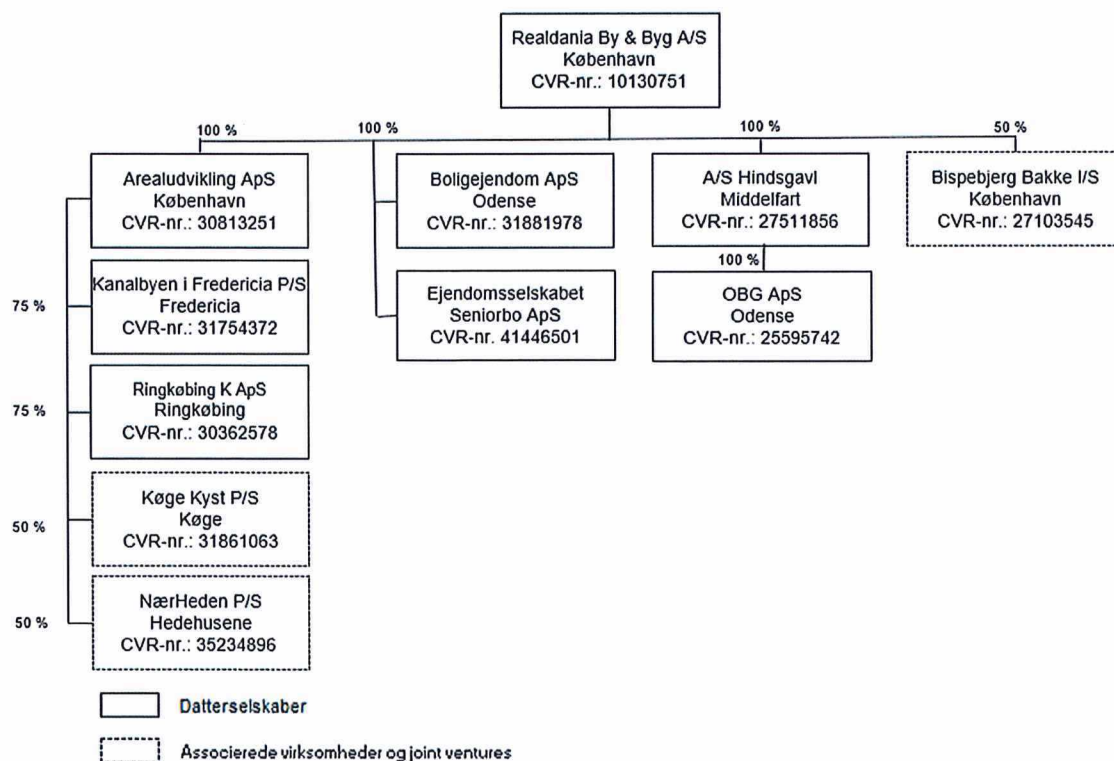 Realdania By & Byg A/S
København
CVR-nr.: 10130751
100 %
100 %
100 %
50 %
Arealudvikling ApS
København
CVR-nr.: 30813251
Boligejendom ApS
Odense
CVR-nr.: 31881978
A/S Hindsgavl
Middelfart
CVR-nr.: 27511856
Bispebjerg Bakke I/S
København
CVR-nr.: 27103545
75 %
Kanalbyen i Fredericia P/S
Fredericia
CVR-nr.: 31754372
Ejendomsselskabet
Seniorbo ApS
CVR-nr. 41446501
100%
OBG ApS
Odense
CVR-nr.: 25595742
75 %
Ringkøbing K ApS
Ringkøbing
CVR-nr.: 30362578
50 %
Køge Kyst P/S
Køge
CVR-nr.: 31861063
50 %
NærHeden P/S
Hedehusene
CVR-nr.: 35234896
Datterselskaber
Associerede virksomheder og joint ventures